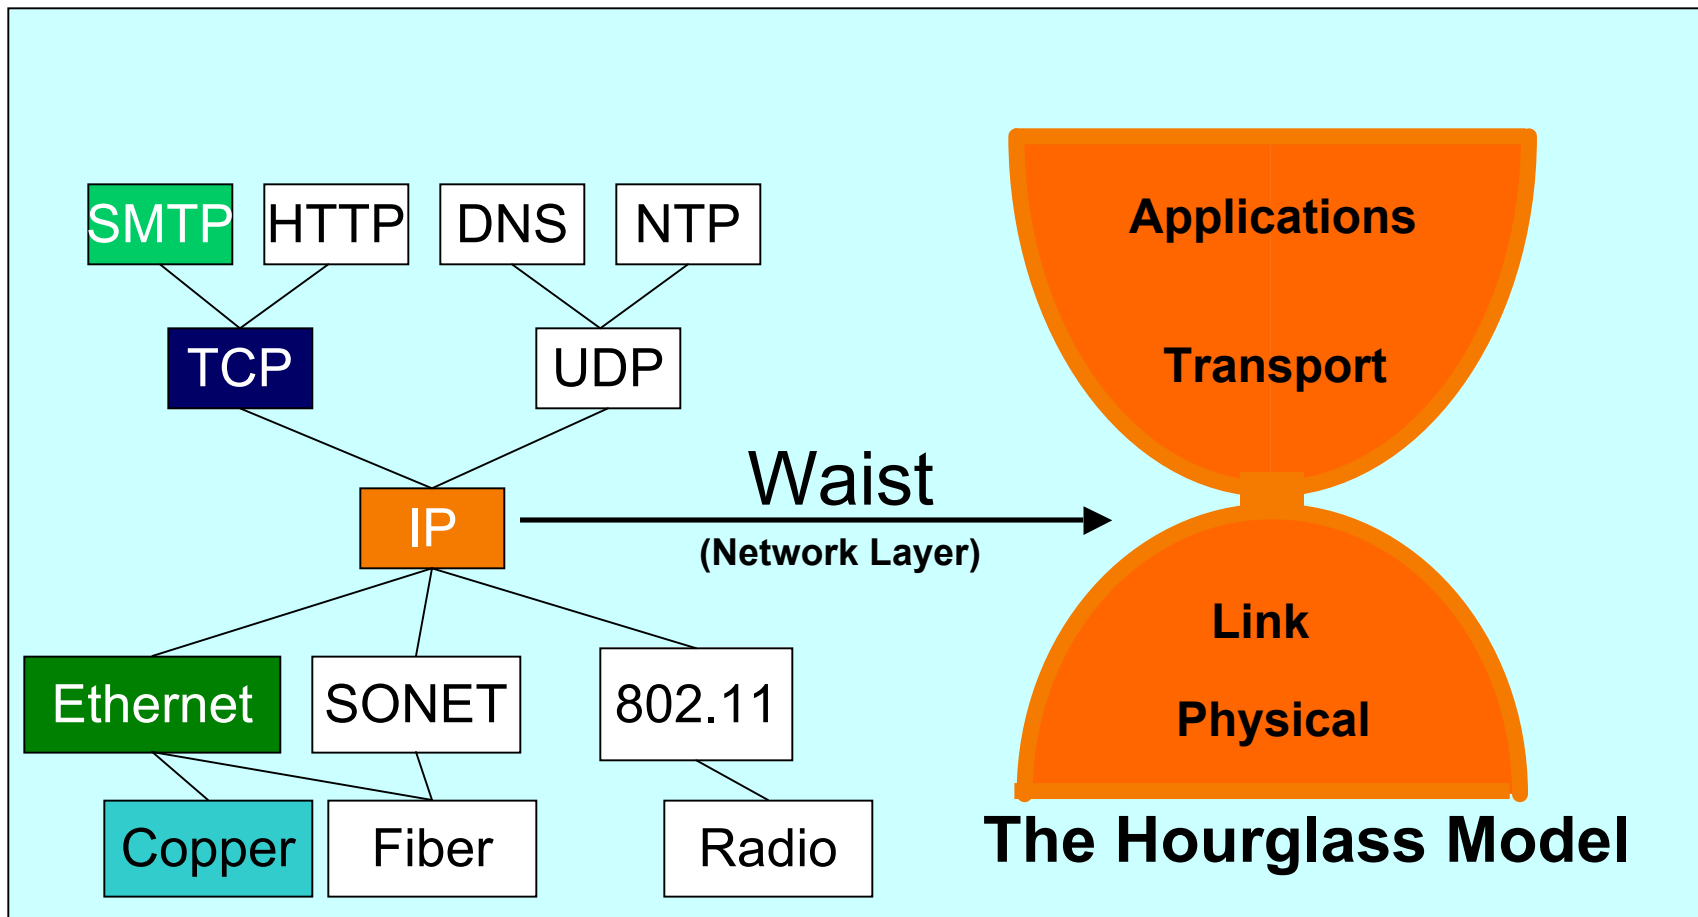 SMTP HTTP DNS NTP
TCP UDP
IP
Ethernet SONET 802.11
Copper Fiber Radio
Waist
(Network Layer)
Applications
Transport
Link
Physical
The Hourglass Model